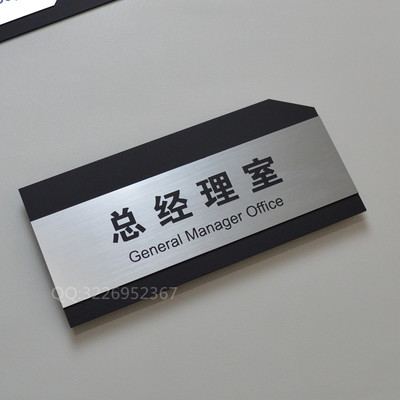 总经理室
General Manager Office
QQ:3226952367